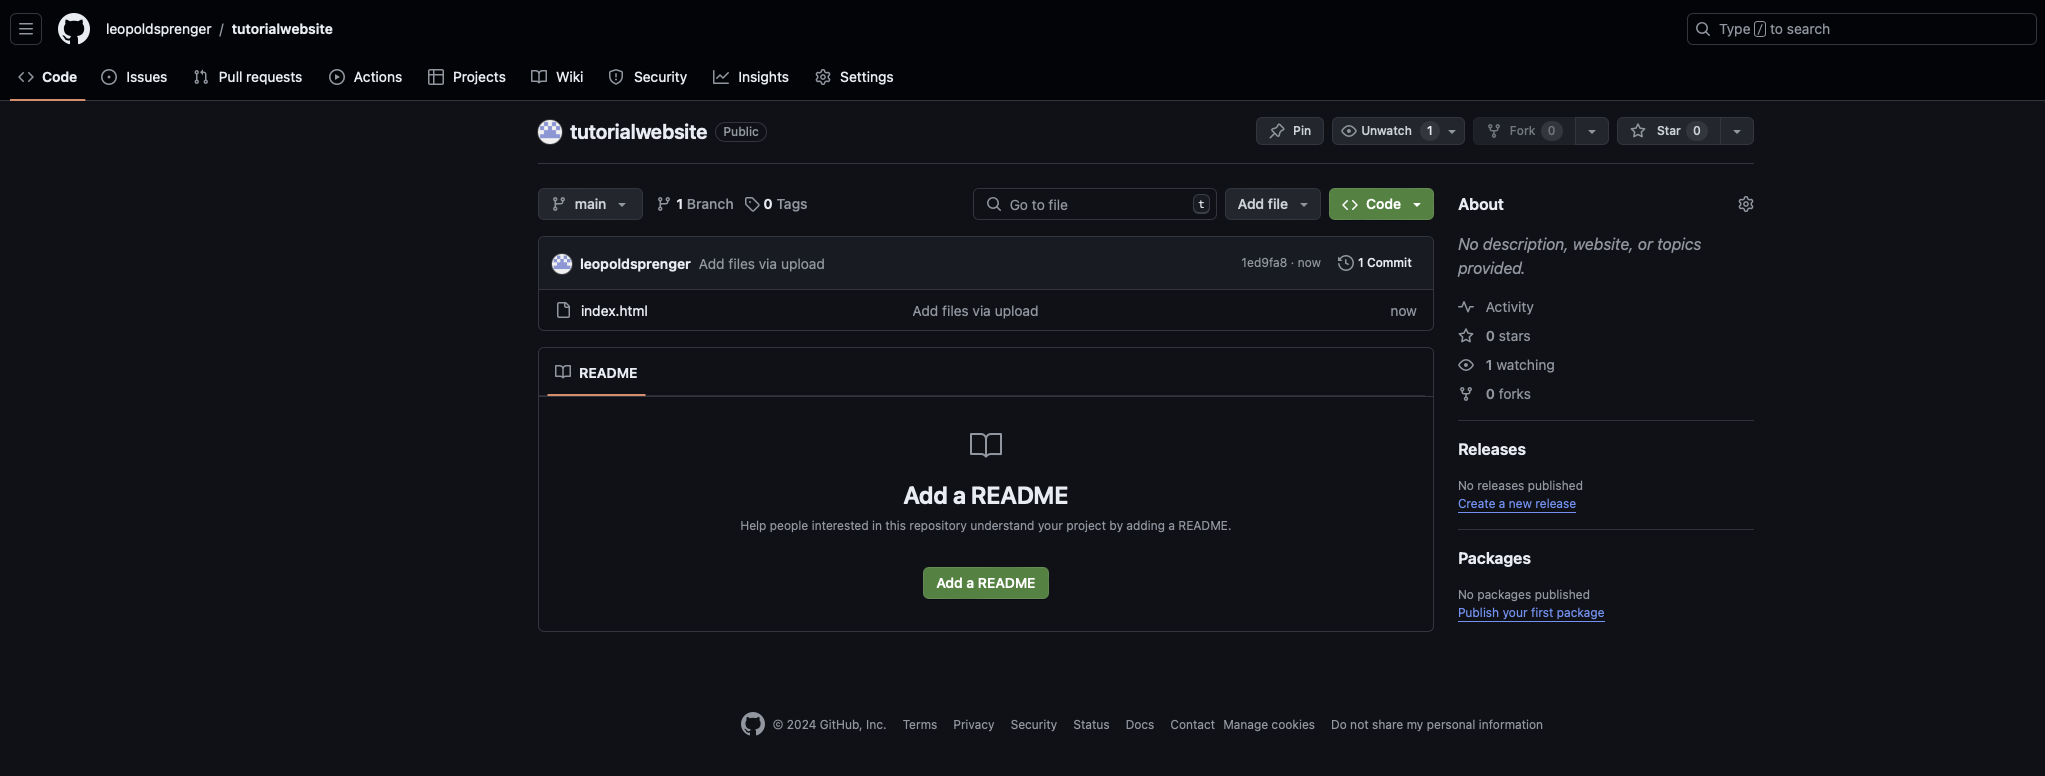 leopoldsprenger / tutorialwebsite
Type / to search
Code Issues Pull requests Actions Projects Wiki Security Insights Settings
tutorialwebsite Public
Pin Unwatch 1 Fork 0 Star 0
main 1 Branch 0 Tags
Go to file t Add file Code
leopoldsprenger Add files via upload 1ed9fa8 · now 1 Commit
index.html Add files via upload now
README
Add a README
Help people interested in this repository understand your project by adding a README.
Add a README
About
No description, website, or topics
provided.
Activity
0 stars
1 watching
0 forks
Releases
No releases published
Create a new release
Packages
No packages published
Publish your first package
© 2024 GitHub, Inc. Terms Privacy Security Status Docs Contact Manage cookies Do not share my personal information